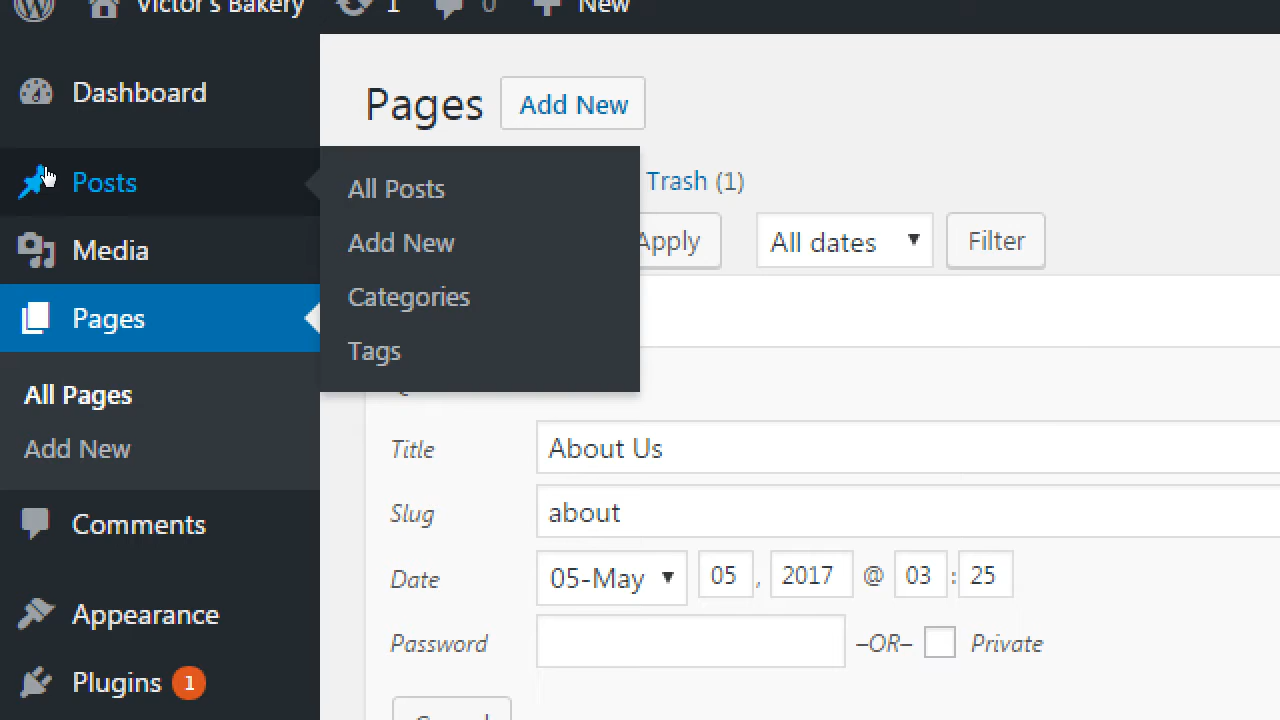 Victor's Bakery 1 0 New
Dashboard
Posts
Media
Pages
All Pages
Add New
Comments
Appearance
Plugins 1
Pages Add New
All Posts
Add New
Categories
Tags
Trash (1)
Apply All dates Filter
Title About Us
Slug about
Date 05-May 05 , 2017 @ 03 : 25
Password –OR– Private